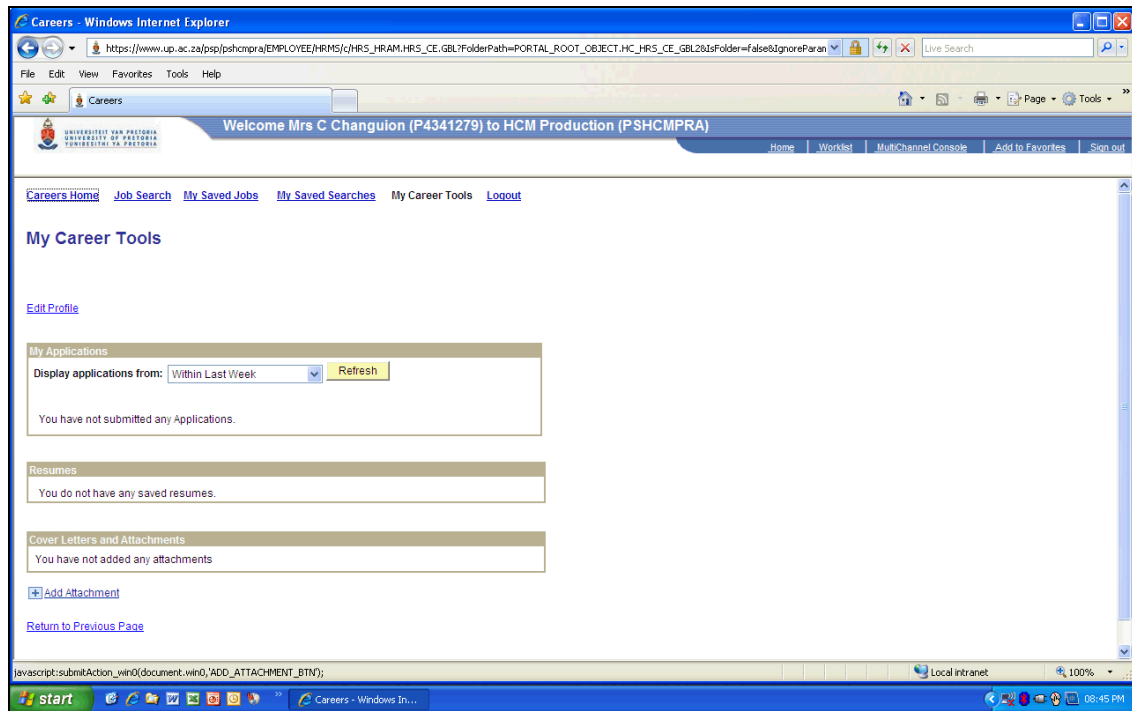 Careers - Windows Internet Explorer
https://www.up.ac.za/psp/pshcmpra/EMPLOYEE/HRMS/c/HRS_HRAM.HRS_CE.GBL?FolderPath=PORTAL_ROOT_OBJECT.HC_HRS_CE_GBL2&IsFolder=false&IgnoreParan
Live Search
File Edit View Favorites Tools Help
Careers
Page Tools
UNIVERSITEIT VAN PRETORIA
UNIVERSITY OF PRETORIA
YUNIBESITHI YA PRETORIA
Welcome Mrs C Changuion (P4341279) to HCM Production (PSHCMPRA)
Home Worklist MultiChannel Console Add to Favorites Sign out
Careers Home Job Search My Saved Jobs My Saved Searches My Career Tools Logout
My Career Tools
Edit Profile
My Applications
Display applications from: Within Last Week Refresh
You have not submitted any Applications.
Resumes
You do not have any saved resumes.
Cover Letters and Attachments
You have not added any attachments
Add Attachment
Return to Previous Page
javascript:submitAction_win0(document.win0,'ADD_ATTACHMENT_BTN'); Local intranet 100%
start Careers - Windows In... 08:45 PM